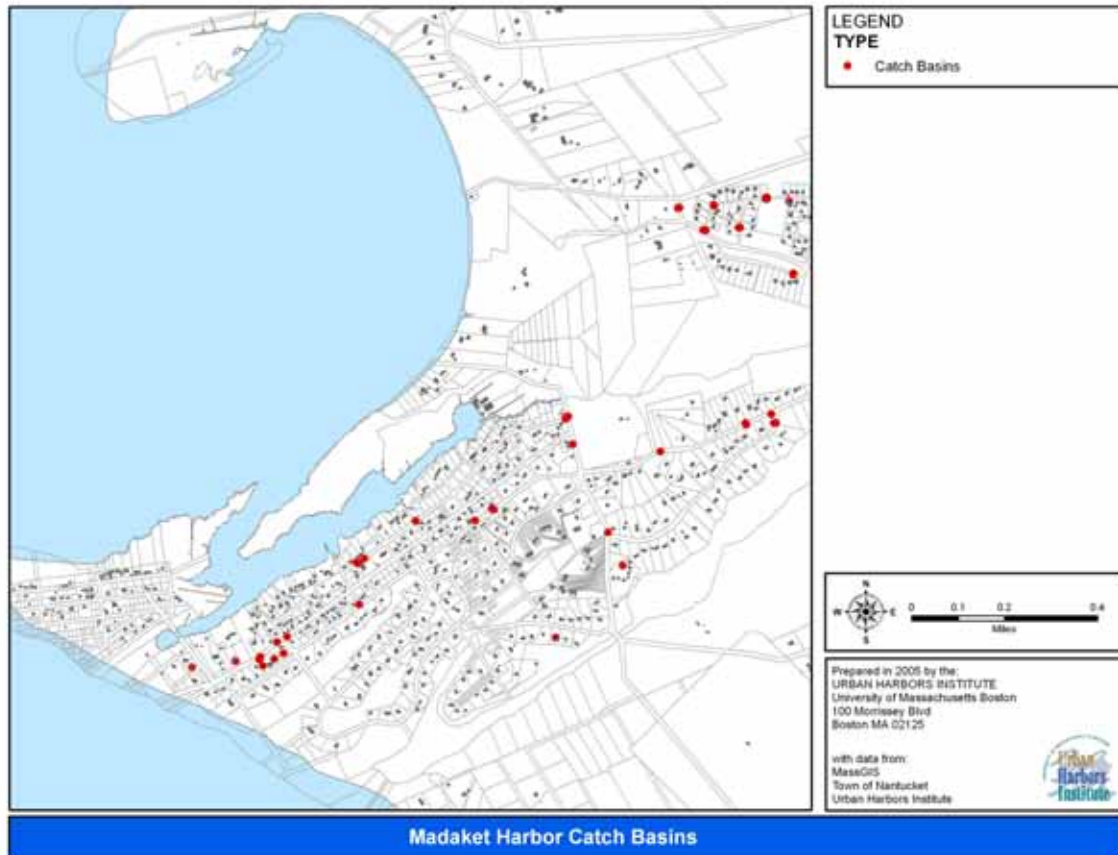 LEGEND
TYPE
Catch Basins
N
W E
S
0 0.1 0.2 0.4
Miles
Prepared in 2005 by the:
URBAN HARBORS INSTITUTE
University of Massachusetts Boston
100 Morrissey Blvd
Boston MA 02125
with data from:
MassGIS
Town of Nantucket
Urban Harbors Institute
Urban
Harbors
Institute
Madaket Harbor Catch Basins